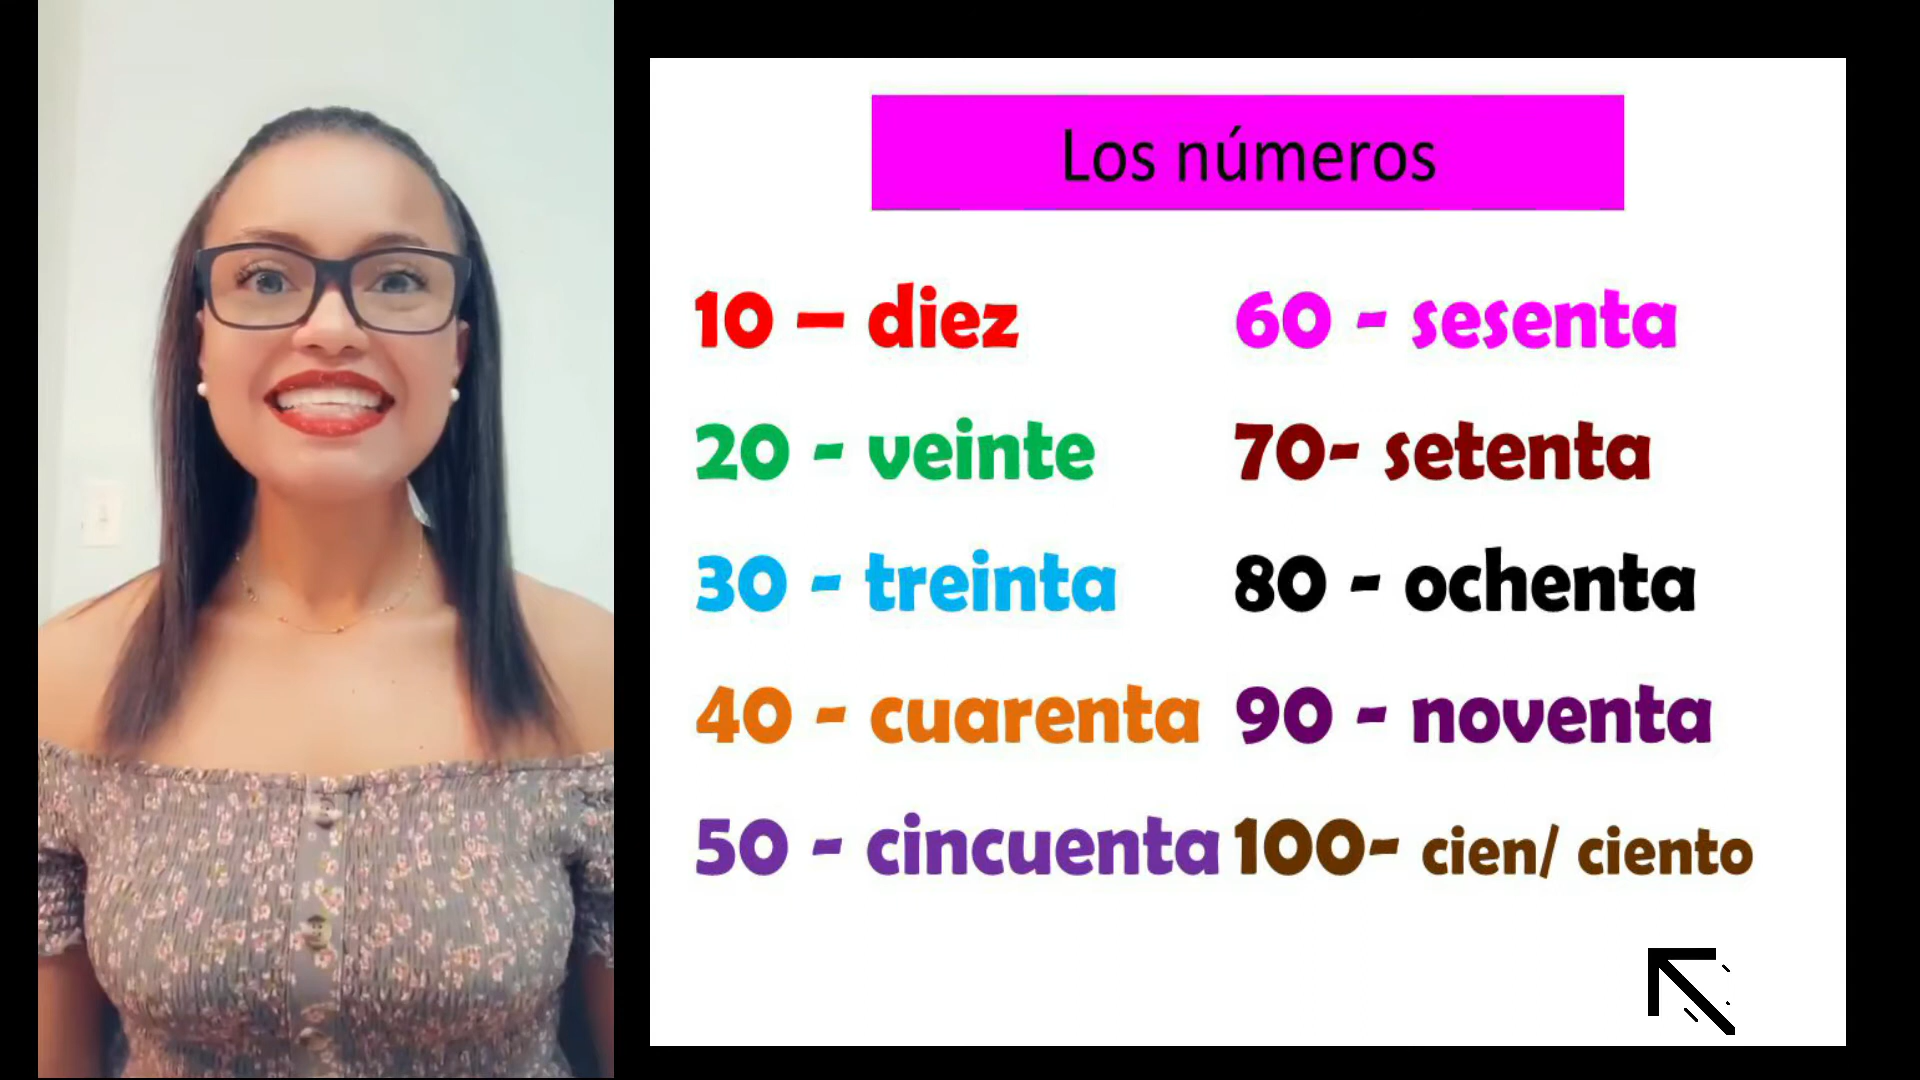 Los números
10 – diez
20 - veinte
30 - treinta
40 - cuarenta
50 - cincuenta
60 - sesenta
70- setenta
80 - ochenta
90 - noventa
100- cien/ ciento